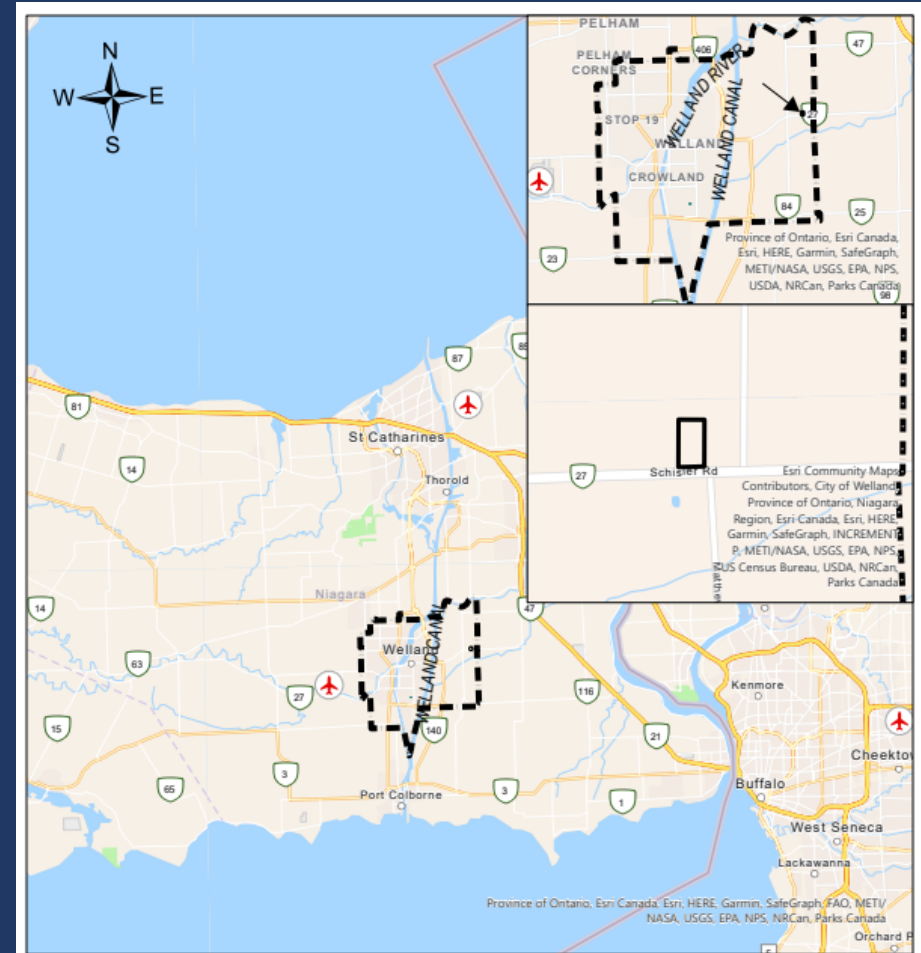 N
W E
S
81
14
87
St Catharines
Thorold
Niagara
14
47
63
Welland
WELLAND CANAL
27
116
15
140
21
3
65
Port Colborne
3
1
Kenmore
Buffalo
West Seneca
Lackawanna
5
Province of Ontario, Esri Canada, Esri, HERE, Garmin, SafeGraph, FAO, METI/
NASA, USGS, EPA, NPS, NRCan, Parks Canada
PELHAM
406
47
PELHAM
CORNERS
WELLAND RIVER
WELLAND CANAL
27
STOP 19
WELLAND
CROWLAND
84
25
23
98
Province of Ontario, Esri Canada,
Esri, HERE, Garmin, SafeGraph,
METI/NASA, USGS, EPA, NPS,
USDA, NRCan, Parks Canada
27
Schisler Rd
Matthe
Esri Community Maps
Contributors, City of Welland,
Province of Ontario, Niagara
Region, Esri Canada, Esri, HERE,
Garmin, SafeGraph, INCREMENT
P, METI/NASA, USGS, EPA, NPS,
US Census Bureau, USDA, NRCan,
Parks Canada